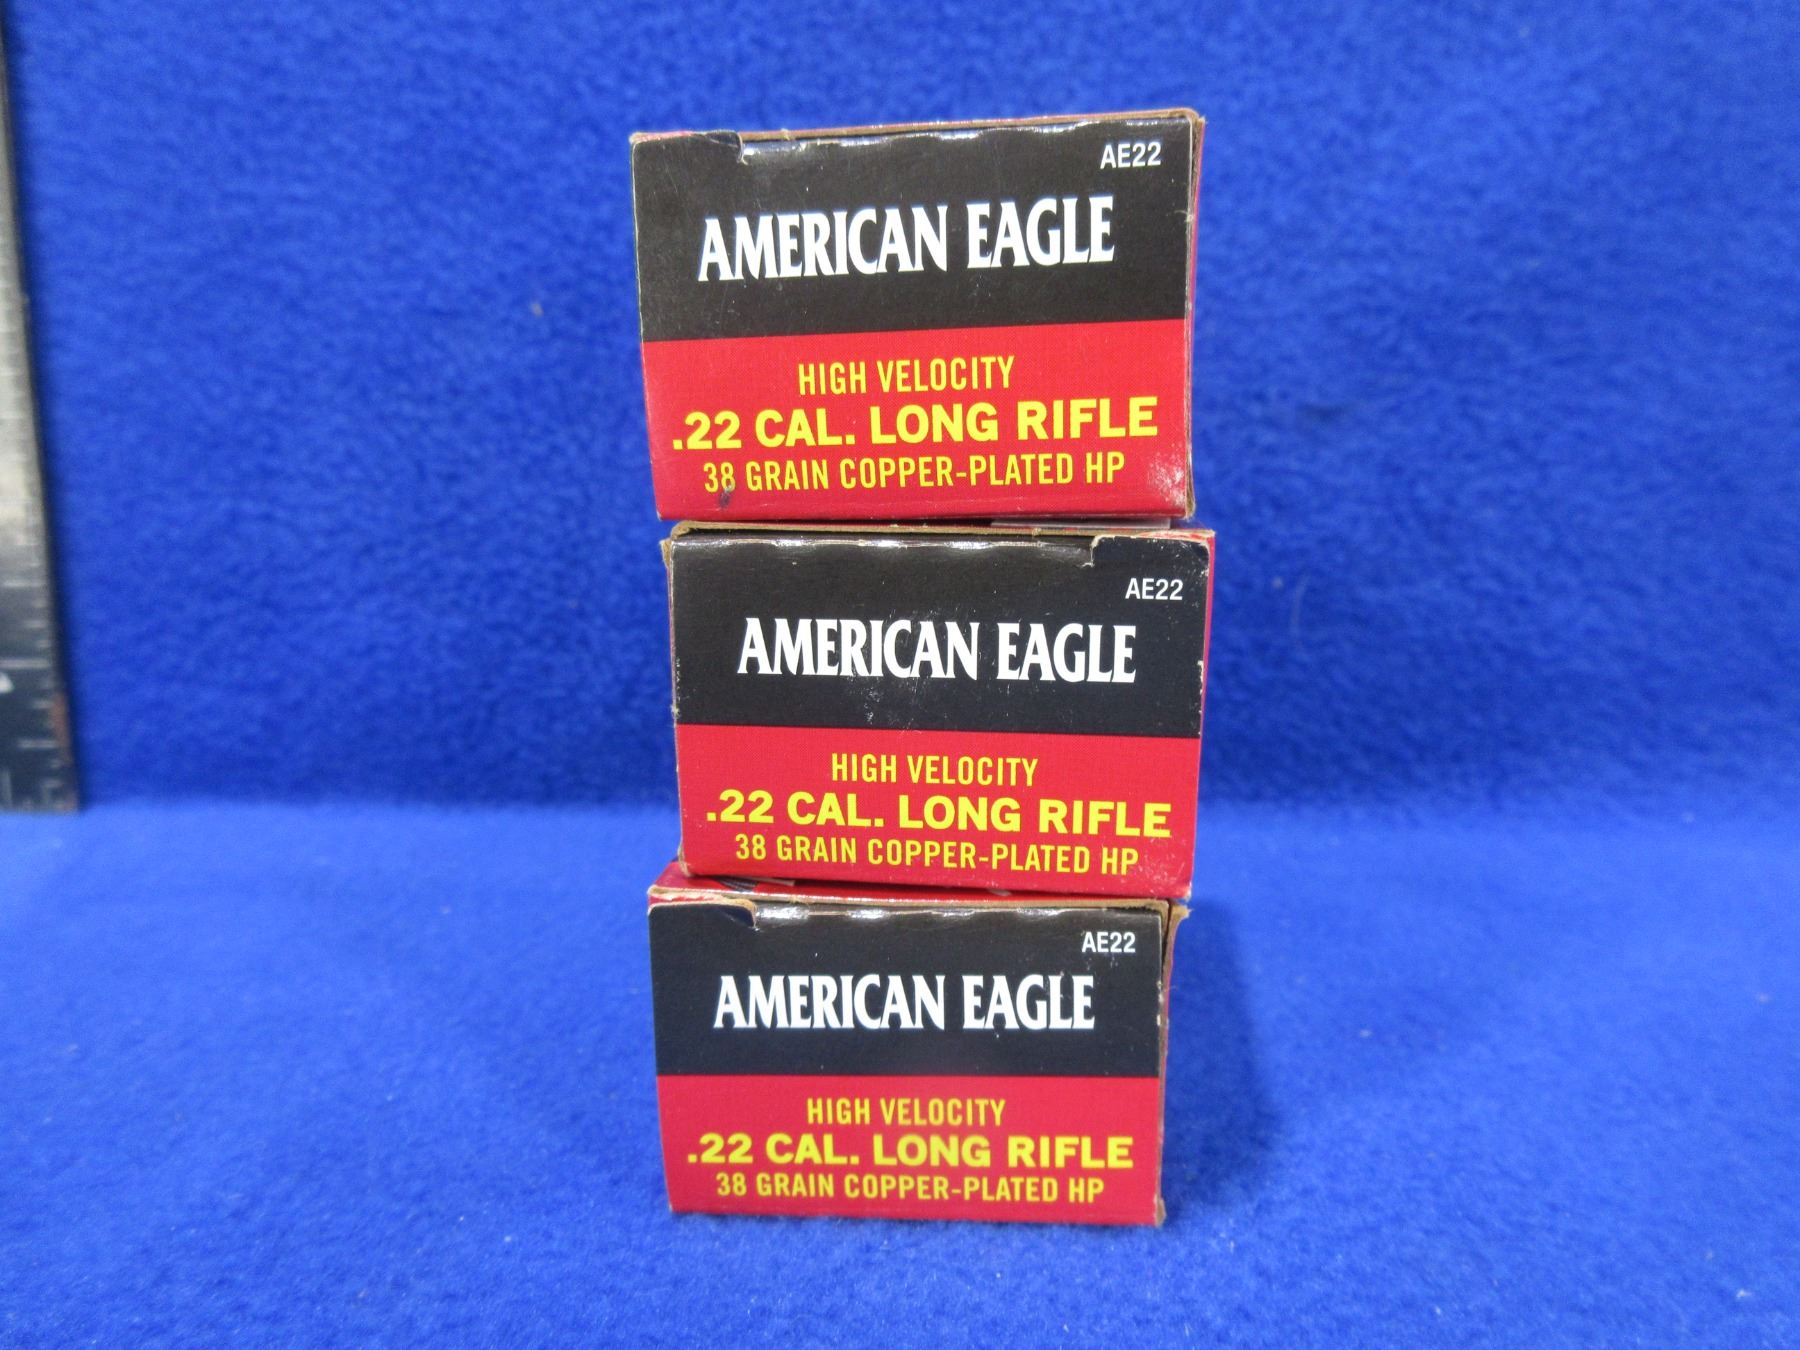 AE22
AMERICAN EAGLE
HIGH VELOCITY
.22 CAL. LONG RIFLE
38 GRAIN COPPER-PLATED HP
AE22
AMERICAN EAGLE
HIGH VELOCITY
.22 CAL. LONG RIFLE
38 GRAIN COPPER-PLATED HP
AE22
AMERICAN EAGLE
HIGH VELOCITY
.22 CAL. LONG RIFLE
38 GRAIN COPPER-PLATED HP